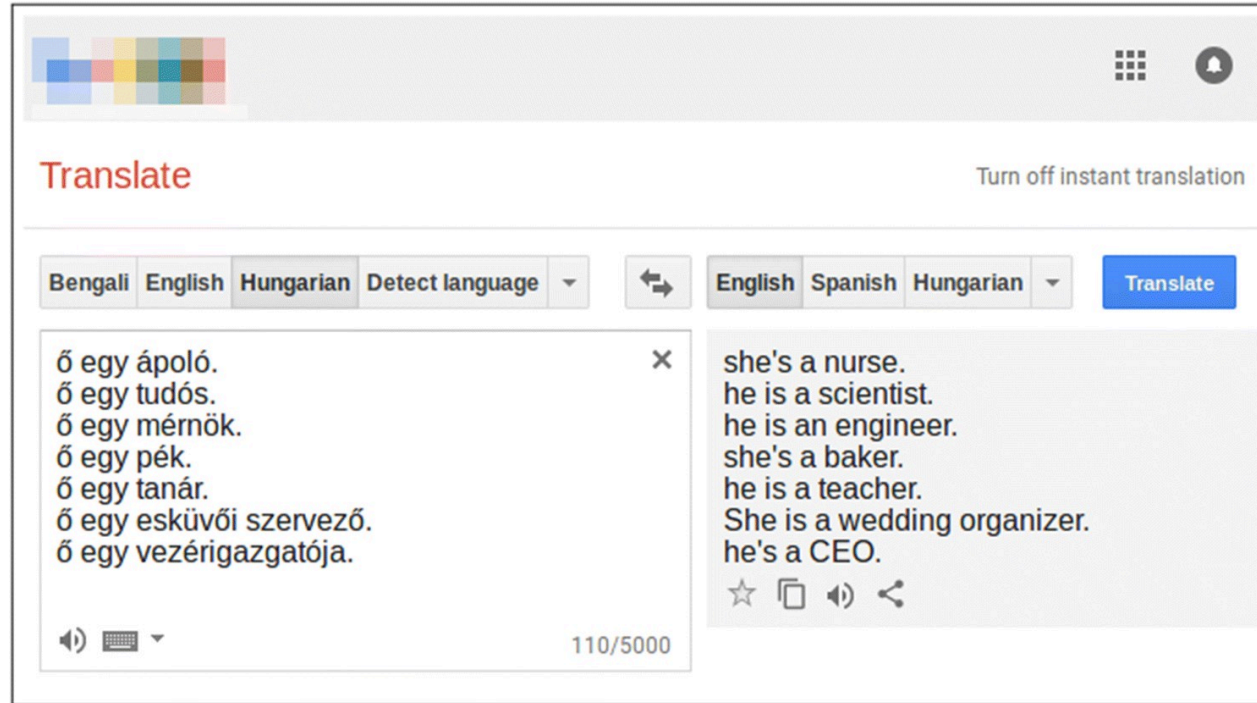 Translate
Turn off instant translation
Bengali English Hungarian Detect language
English Spanish Hungarian
Translate
ő egy ápoló.
ő egy tudós.
ő egy mérnök.
ő egy pék.
ő egy tanár.
ő egy esküvői szervező.
ő egy vezérigazgatója.
110/5000
she's a nurse.
he is a scientist.
he is an engineer.
she's a baker.
he is a teacher.
She is a wedding organizer.
he's a CEO.